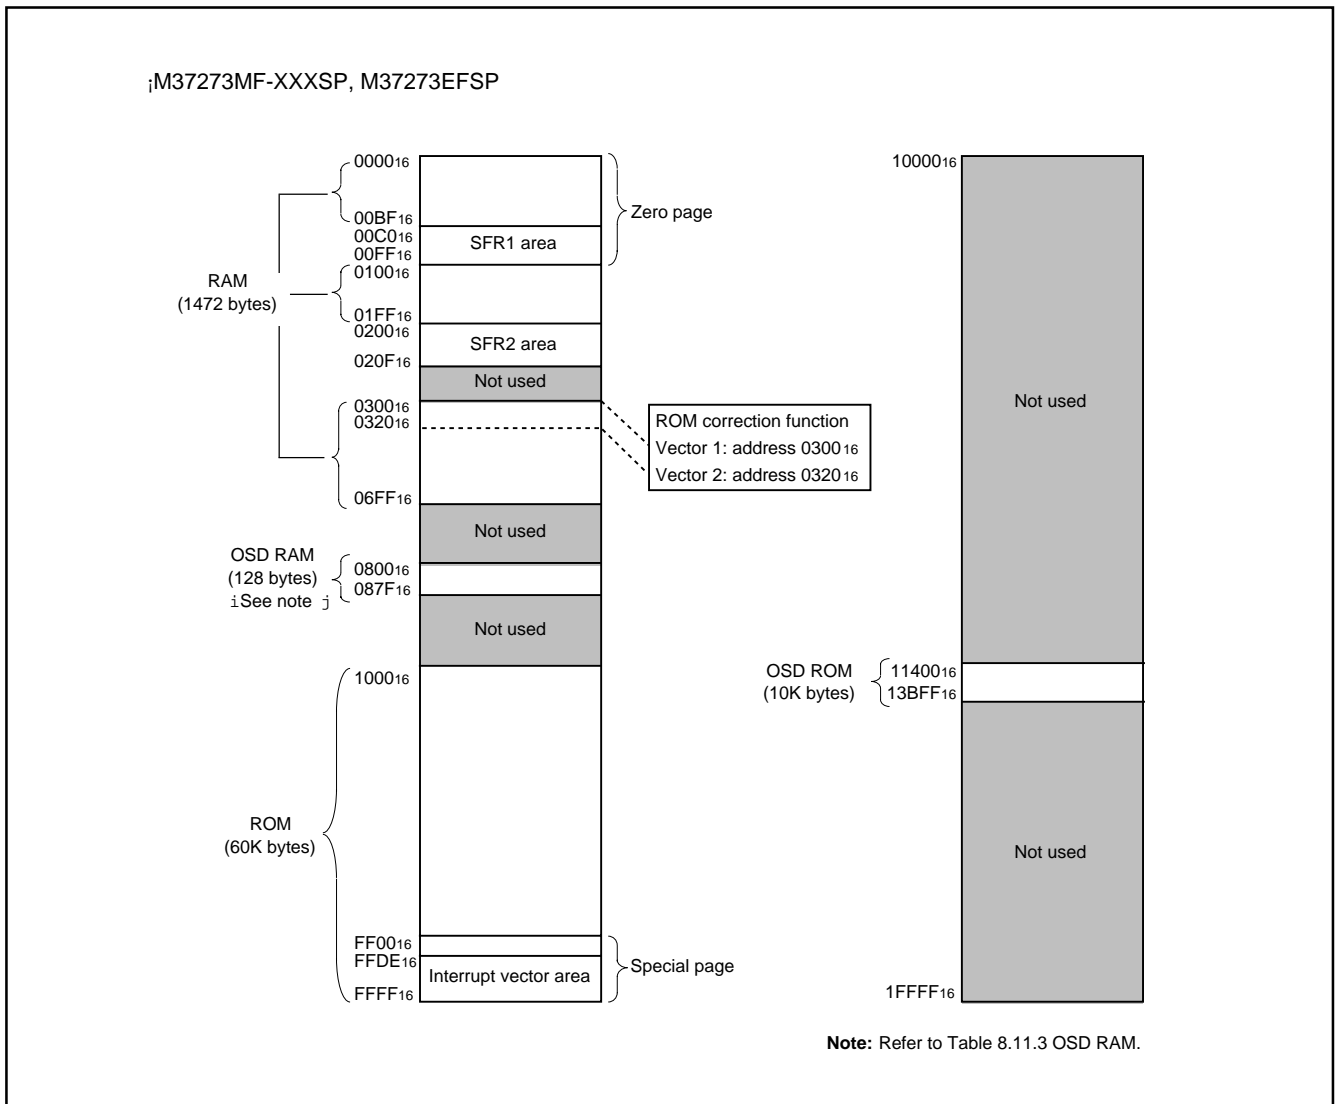 ¡M37273MF-XXXSP, M37273EFSP
000016
00BF16
00C016
00FF16
010016
01FF16
020016
020F16
030016
032016
06FF16
080016
087F16
100016
FF0016
FFDE16
FFFF16
RAM
(1472 bytes)
OSD RAM
(128 bytes)
iSee note j
ROM
(60K bytes)
SFR1 area
SFR2 area
Not used
Not used
Not used
Interrupt vector area
Zero page
ROM correction function
Vector 1: address 030016
Vector 2: address 032016
Special page
1000016
Not used
OSD ROM
(10K bytes)
1140016
13BFF16
Not used
1FFFF16
Note: Refer to Table 8.11.3 OSD RAM.